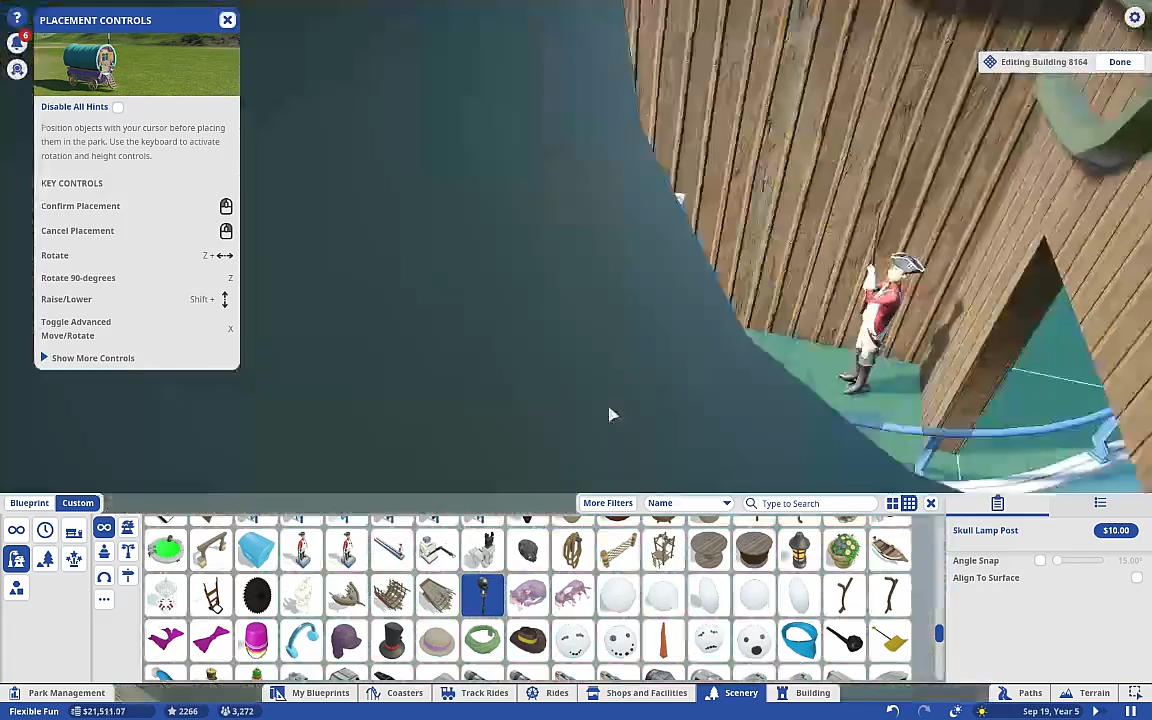 ?
PLACEMENT CONTROLS
6
Disable All Hints
Position objects with your cursor before placing
them in the park. Use the keyboard to activate
rotation and height controls.
KEY CONTROLS
Confirm Placement
Cancel Placement
Rotate Z +
Rotate 90-degrees Z
Raise/Lower Shift +
Toggle Advanced
Move/Rotate X
Show More Controls
Editing Building 8164 Done
Blueprint Custom More Filters Name Type to Search
Skull Lamp Post $10.00
Angle Snap 15.00°
Align To Surface
Park Management My Blueprints Coasters Track Rides Rides Shops and Facilities Scenery Building Paths Terrain
Flexible Fun $21,511.07 2266 3,272 Sep 19, Year 5